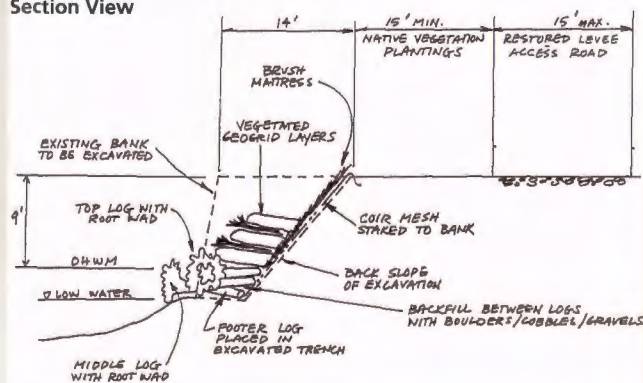 Section View
14'
15' MIN.
NATIVE VEGETATION
PLANTINGS
15' MAX.
RESTORED LEVEE
ACCESS ROAD
BRUSH
MATTRESS
VEGETATED
GEOGRID LAYERS
EXISTING BANK
TO BE EXCAVATED
9'
TOP LOG WITH
ROOT WAD
COIR MESH
STAKED TO BANK
OHWM
BACK SLOPE
OF EXCAVATION
LOW WATER
BACKFILL BETWEEN LOGS
WITH BOULDERS/COBBLES/GRAVELS
FOOTER LOG
PLACED IN
EXCAVATED TRENCH
MIDDLE LOG
WITH ROOT WAD